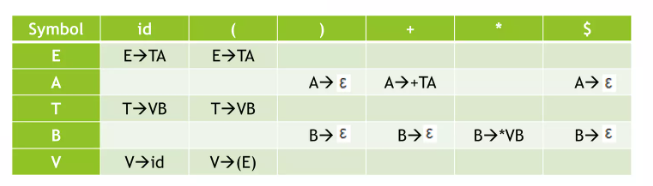 Symbol id ( ) + * $
E E→TA E→TA
A A→ ε A→+TA A→ ε
T T→VB T→VB
B B→ ε B→ ε B→*VB B→ ε
V V→id V→(E)